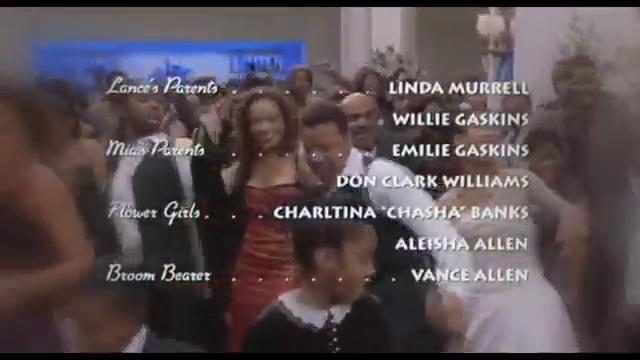 Lance's Parents . . . . . . LINDA MURRELL
WILLIE GASKINS
Mia's Parents . . . . . EMILIE GASKINS
DON CLARK WILLIAMS
Flower Girls . . . CHARLTINA "CHASHA" BANKS
ALEISHA ALLEN
Broom Bearer . . . . . . . VANCE ALLEN